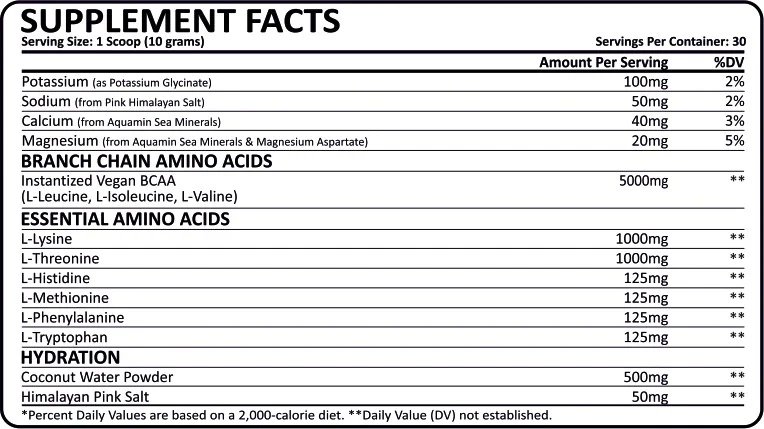 SUPPLEMENT FACTS
Serving Size: 1 Scoop (10 grams) Servings Per Container: 30
Amount Per Serving %DV
Potassium (as Potassium Glycinate) 100mg 2%
Sodium (from Pink Himalayan Salt) 50mg 2%
Calcium (from Aquamin Sea Minerals) 40mg 3%
Magnesium (from Aquamin Sea Minerals & Magnesium Aspartate) 20mg 5%
BRANCH CHAIN AMINO ACIDS
Instantized Vegan BCAA 5000mg **
(L-Leucine, L-Isoleucine, L-Valine)
ESSENTIAL AMINO ACIDS
L-Lysine 1000mg **
L-Threonine 1000mg **
L-Histidine 125mg **
L-Methionine 125mg **
L-Phenylalanine 125mg **
L-Tryptophan 125mg **
HYDRATION
Coconut Water Powder 500mg **
Himalayan Pink Salt 50mg **
*Percent Daily Values are based on a 2,000-calorie diet. **Daily Value (DV) not established.